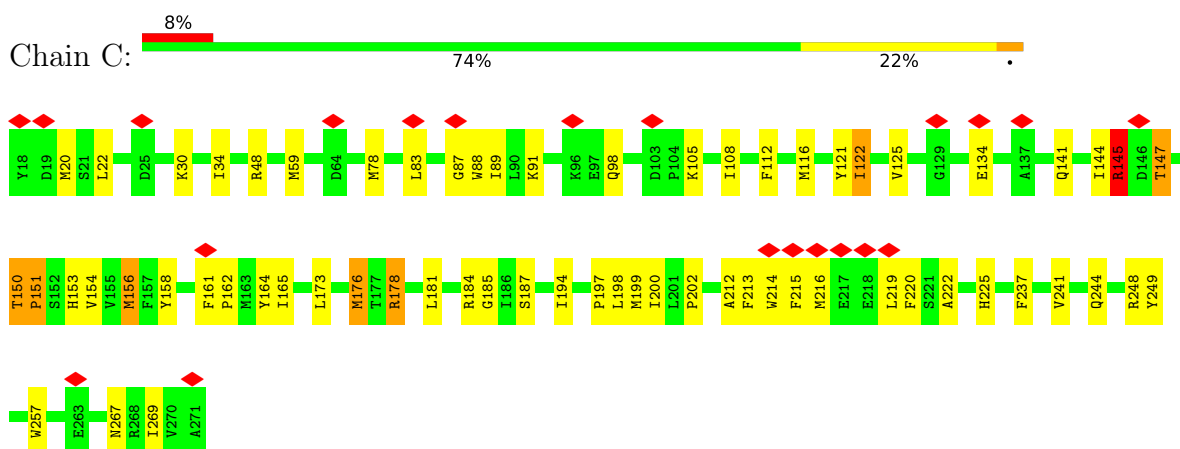 8%
Chain C:
74% 22% •
Y18 D19 M20 S21 L22 D25 K30 I34 R48 M59 D64 M78 L83 G87 W88 I89 L90 K91 K96 E97 Q98 D103 P104 K105 I108 F112 M116 Y121 I122 V125 G129 E134 A137 Q141 I144 R145 D146 T147
T150 P151 S152 H153 V154 V155 M156 F157 Y158 F161 P162 M163 Y164 I165 L173 M176 T177 R178 L181 R184 G185 I186 S187 I194 P197 L198 M199 I200 L201 P202 A212 F213 W214 F215 M216 E217 E218 L219 F220 S221 A222 H225 F237 V241 Q244 R248 Y249
W257 E263 N267 R268 I269 V270 A271